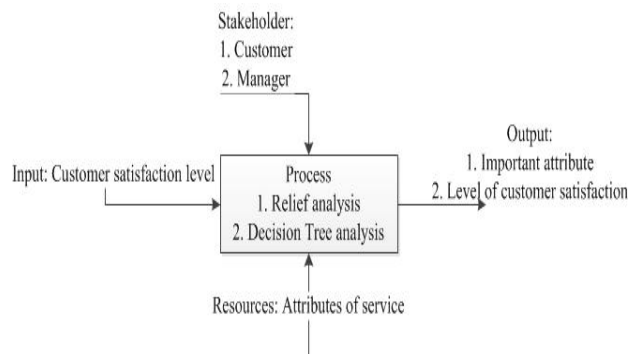 Stakeholder:
1. Customer
2. Manager
Input: Customer satisfaction level
Process
1. Relief analysis
2. Decision Tree analysis
Output:
1. Important attribute
2. Level of customer satisfaction
Resources: Attributes of service